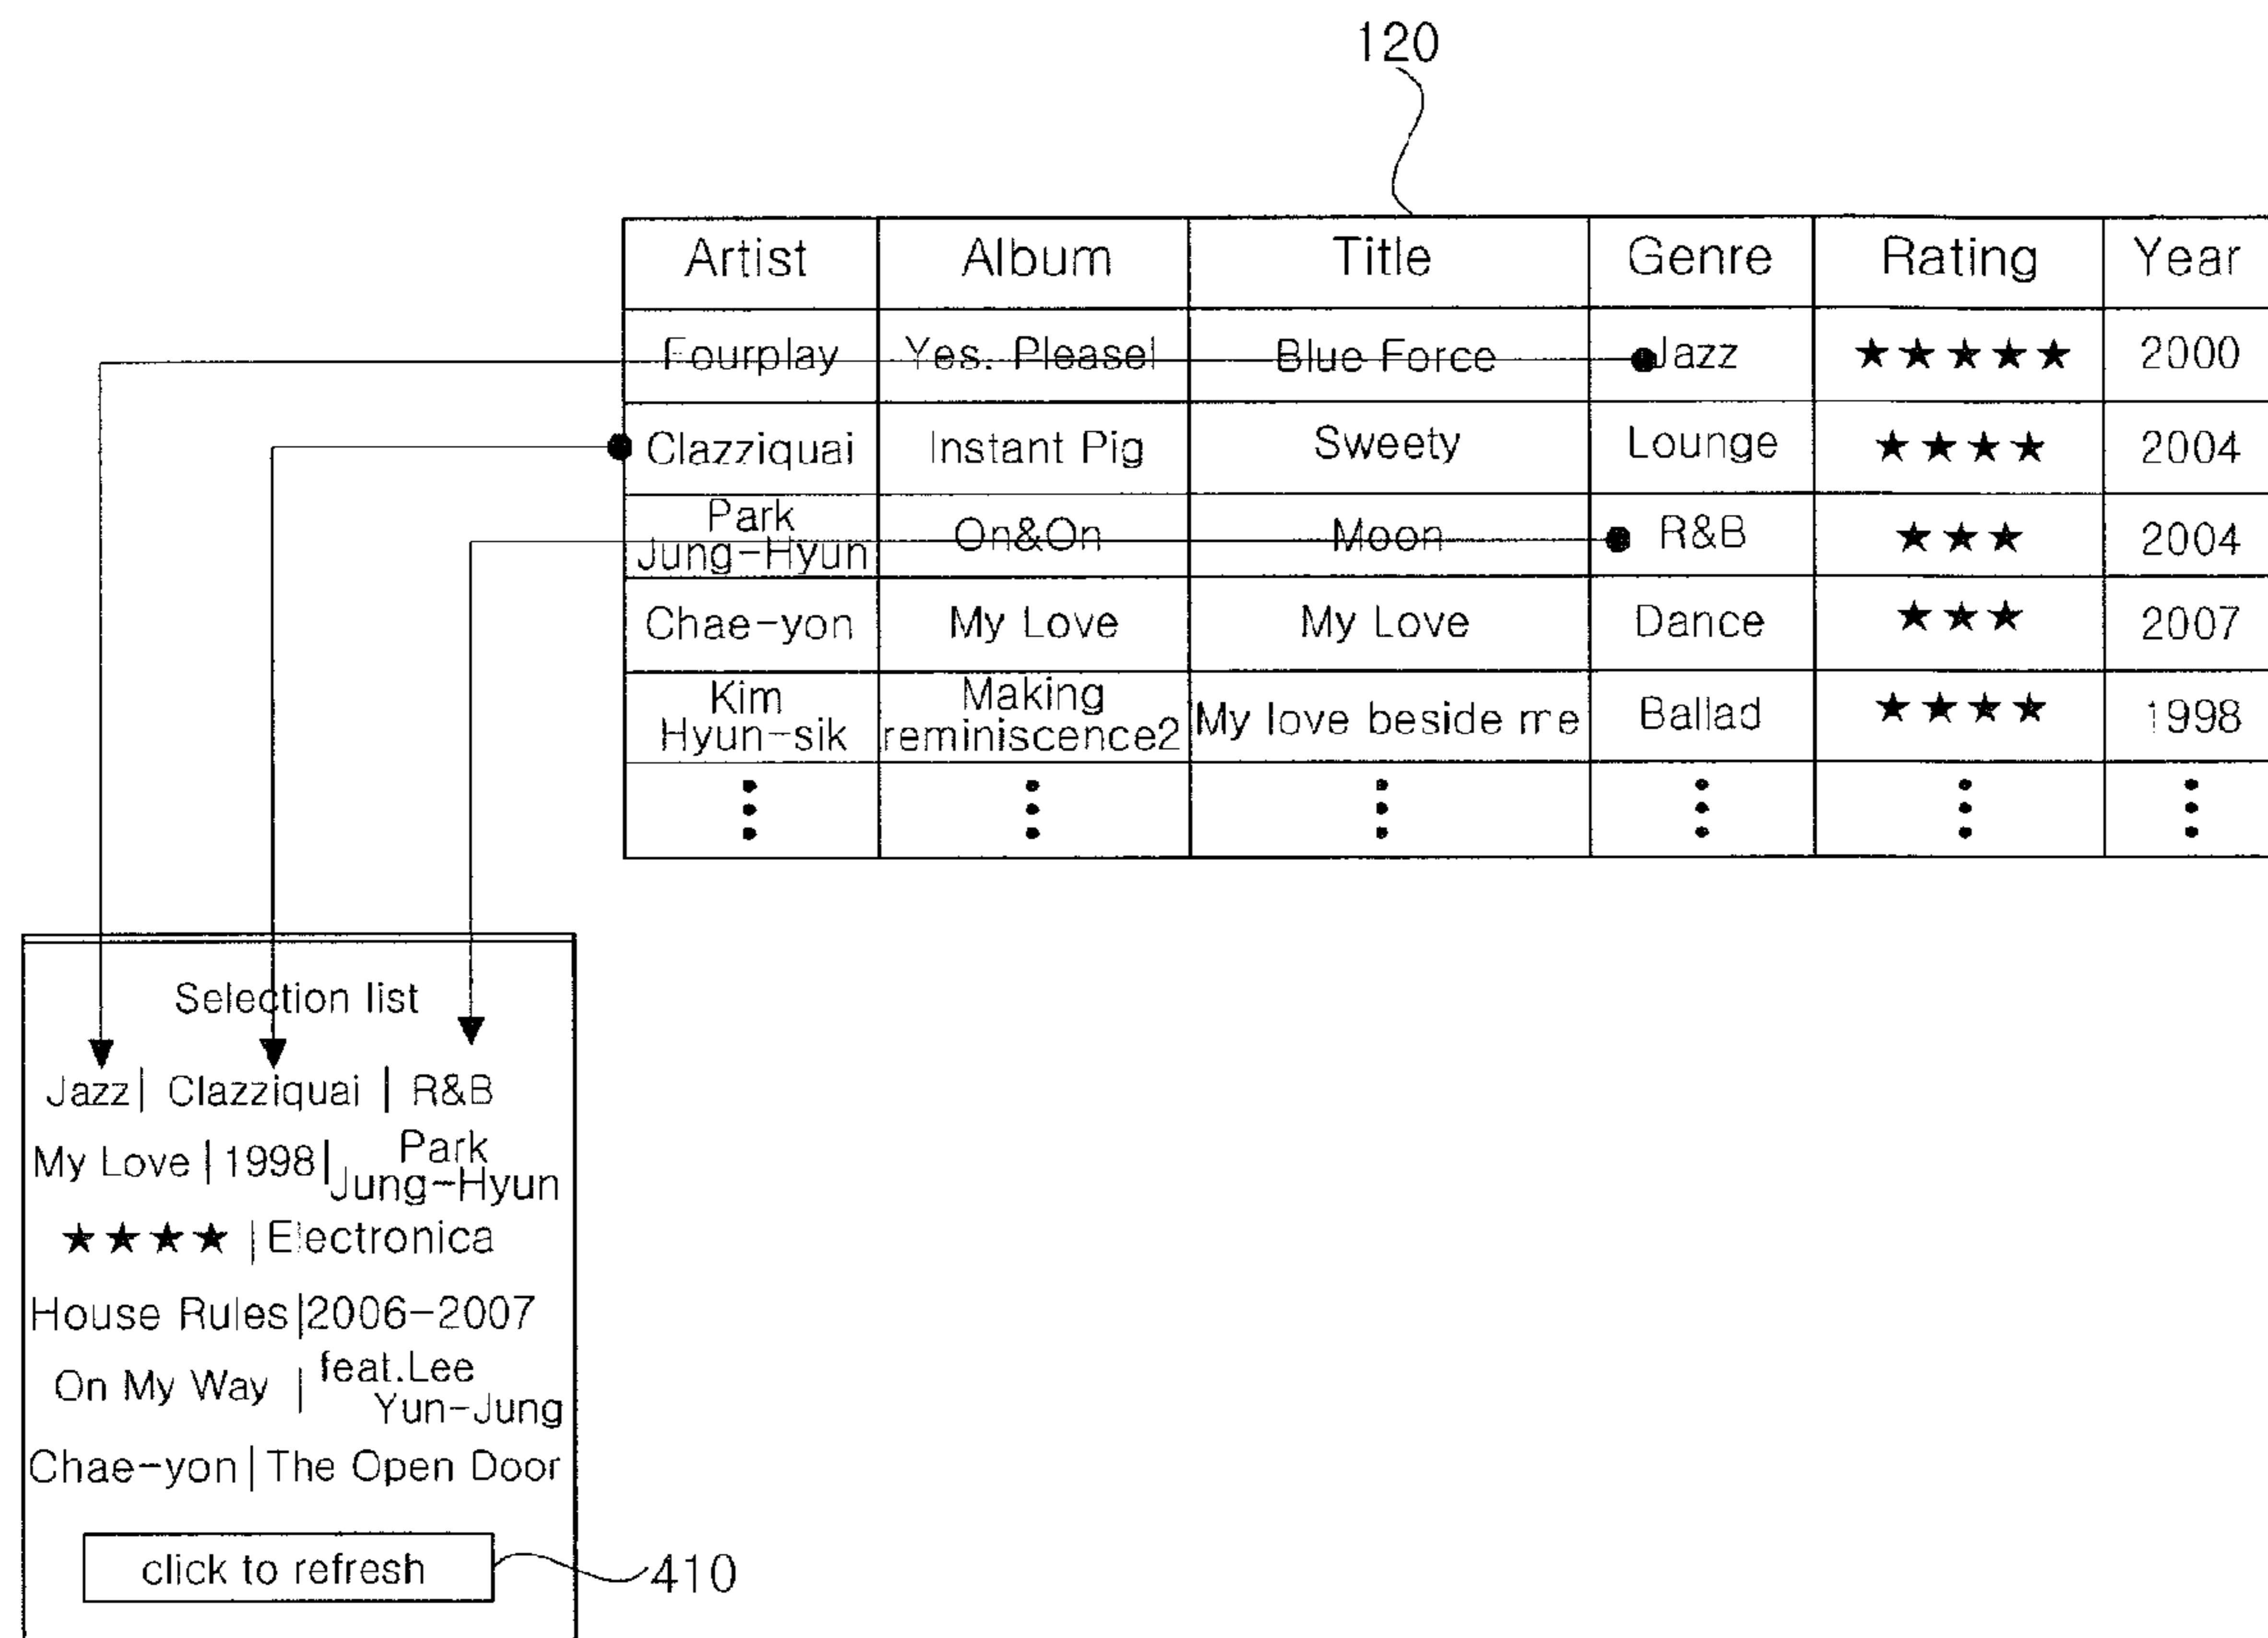 120
Artist Album Title Genre Rating Year
Fourplay Yes. Please! Blue Force Jazz ★★★★★ 2000
Clazziquai Instant Pig Sweety Lounge ★★★★ 2004
Park Jung-Hyun On&On Moon R&B ★★★ 2004
Chae-yon My Love My Love Dance ★★★ 2007
Kim Hyun-sik Making reminiscence2 My love beside me Ballad ★★★★ 1998
Selection list
Jazz| Clazziquai | R&B
My Love | 1998| Park Jung-Hyun
★★★★ |Electronica
House Rules|2006-2007
On My Way | feat.Lee Yun-Jung
Chae-yon|The Open Door
click to refresh
410